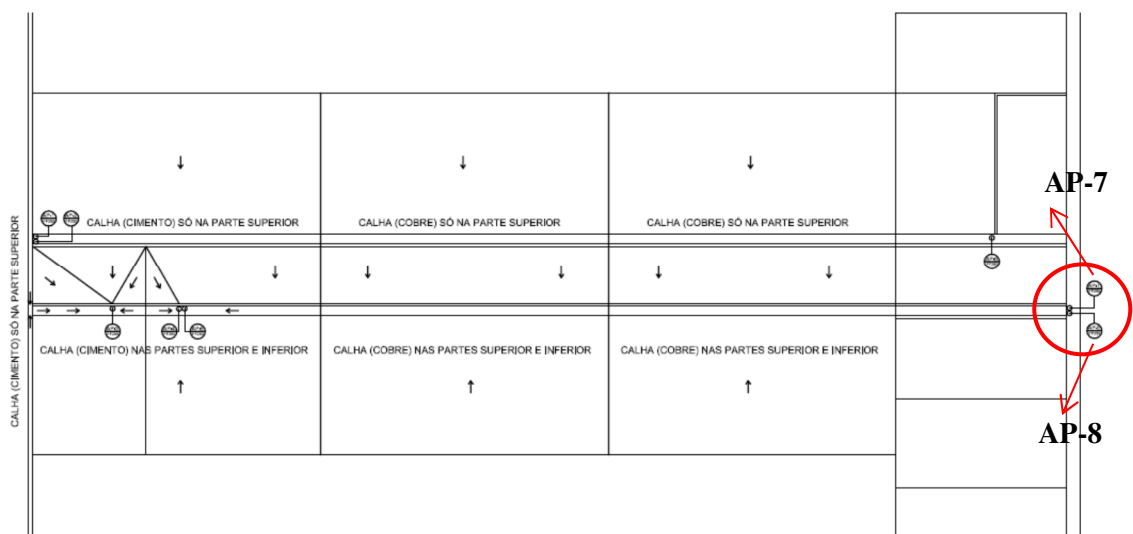 AP-7
CALHA (CIMENTO) SÓ NA PARTE SUPERIOR
CALHA (CIMENTO) SÓ NA PARTE SUPERIOR
CALHA (COBRE) SÓ NA PARTE SUPERIOR
CALHA (COBRE) SÓ NA PARTE SUPERIOR
CALHA (CIMENTO) NAS PARTES SUPERIOR E INFERIOR
CALHA (COBRE) NAS PARTES SUPERIOR E INFERIOR
CALHA (COBRE) NAS PARTES SUPERIOR E INFERIOR
AP-8